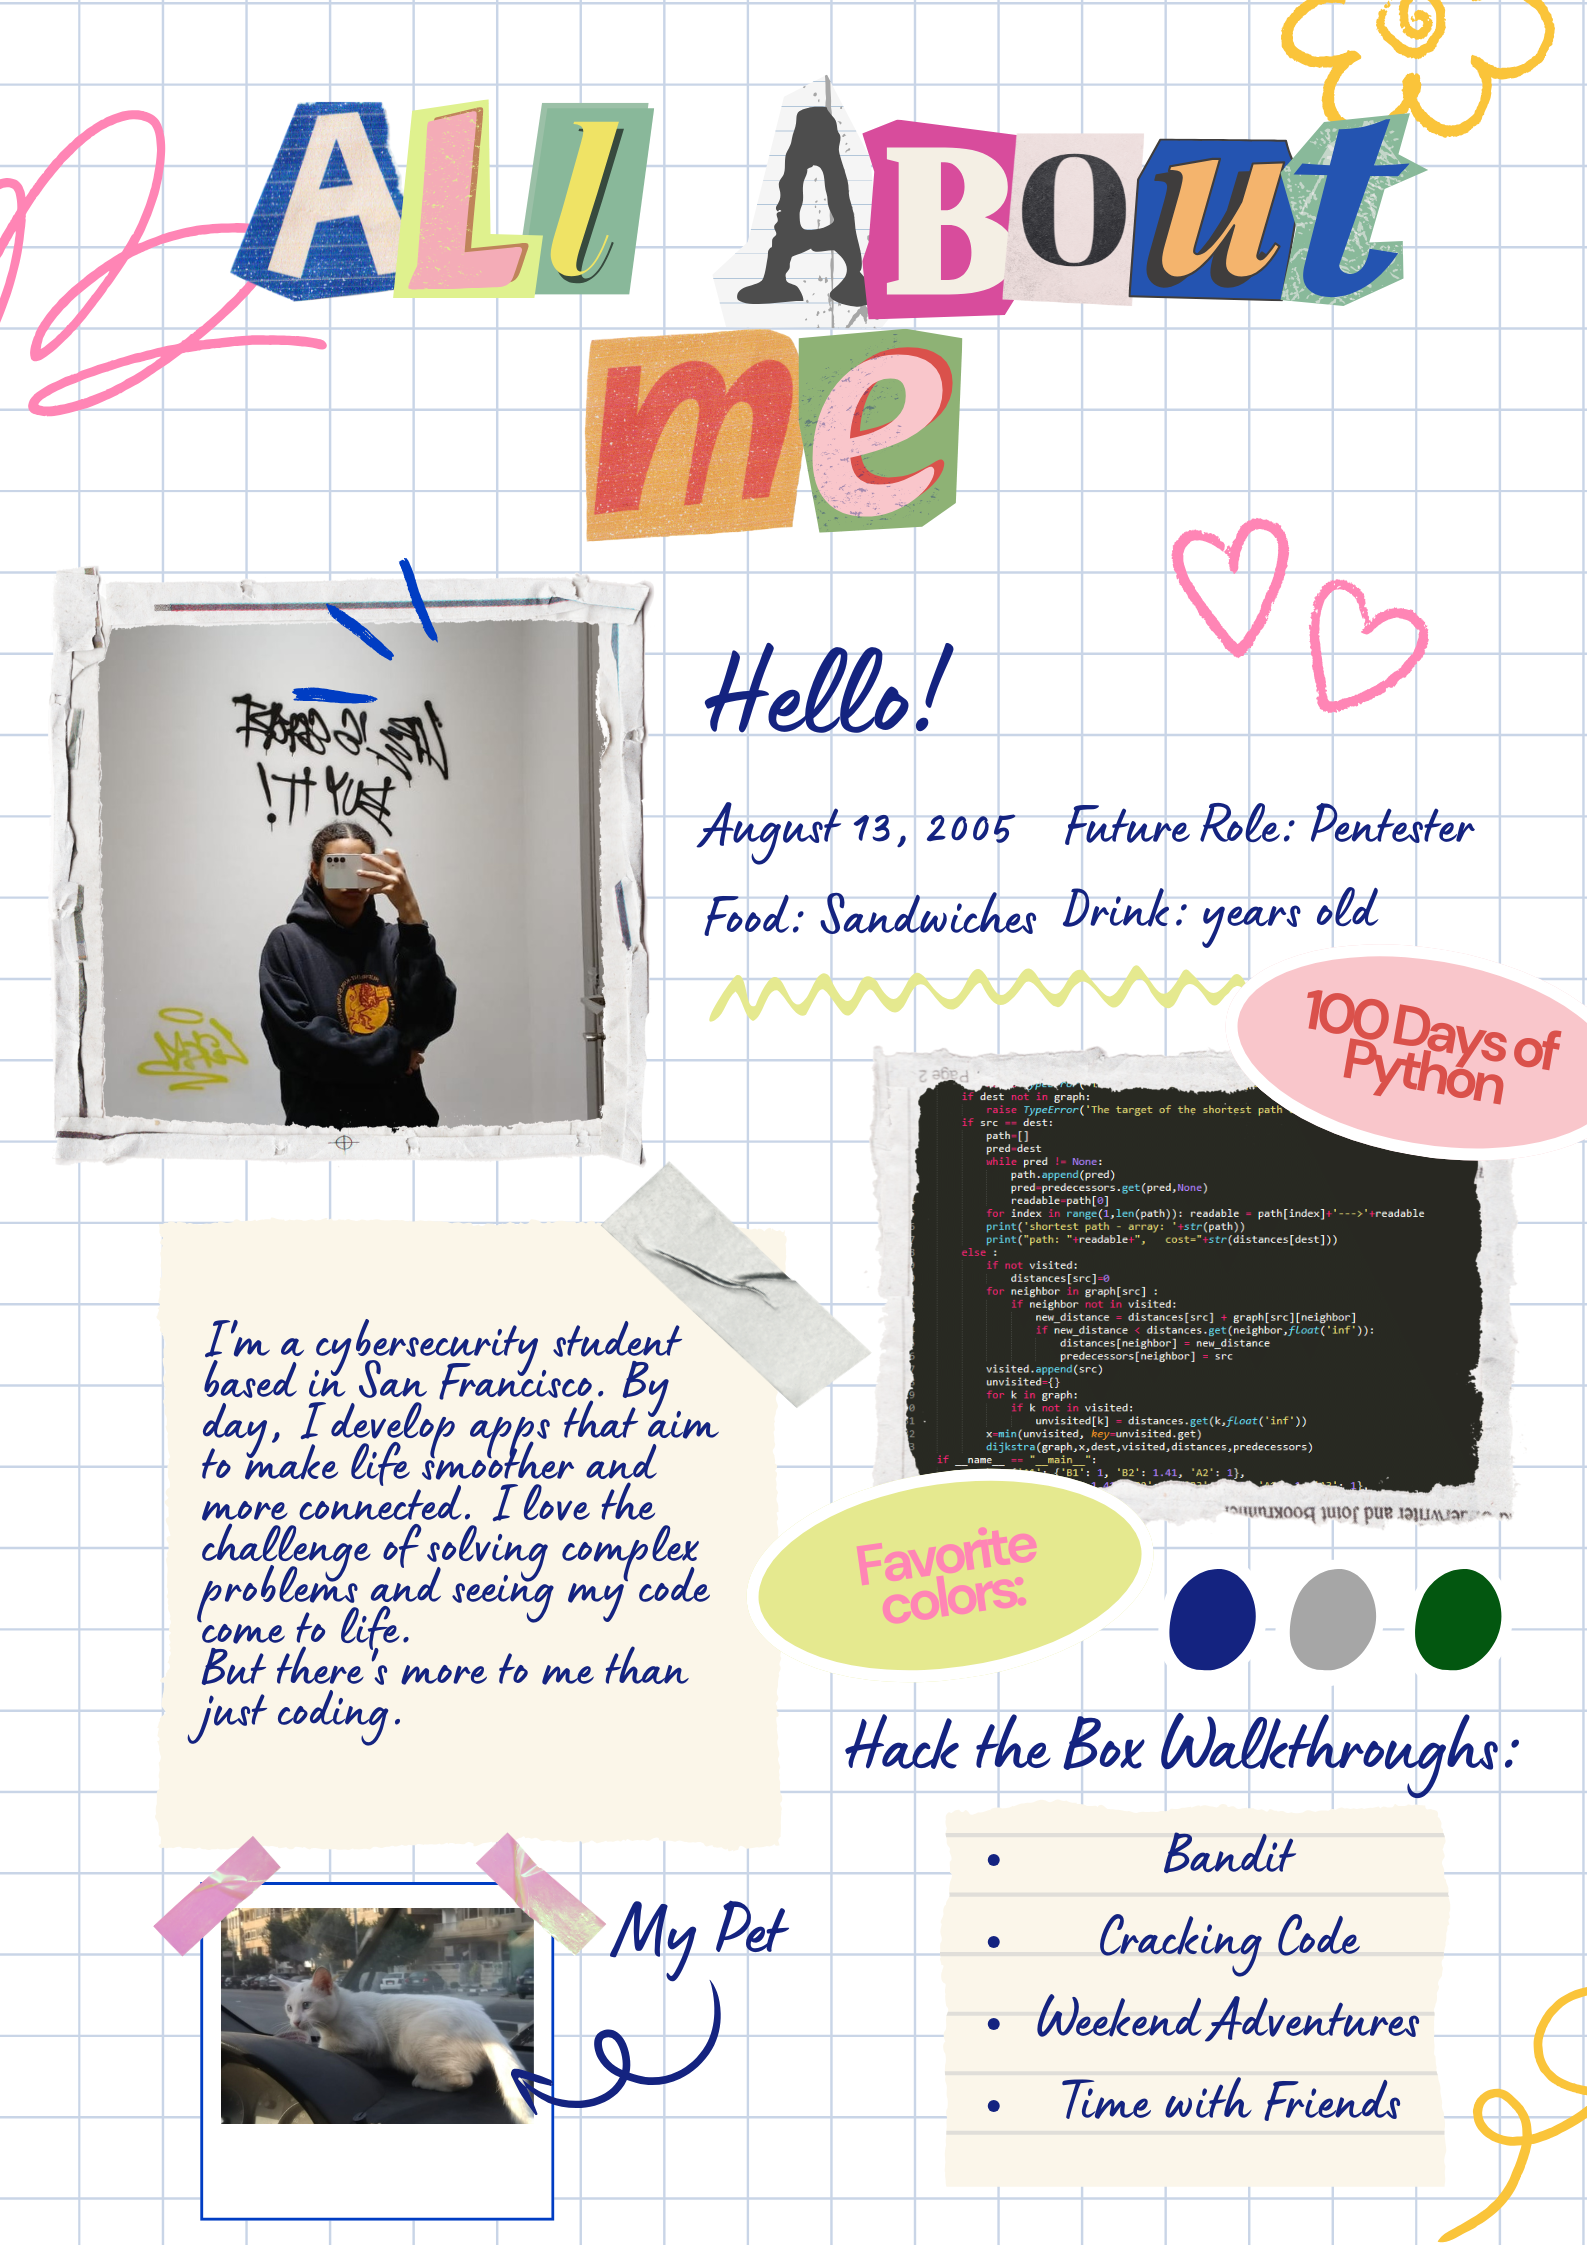 All About
me
Hello!
August 13, 2005
Future Role: Pentester
Food: Sandwiches
Drink: years old
100 Days of
Python
Page 2
if dest not in graph:
raise TypeError('The target of the shortest path
if src == dest:
path=[]
pred=dest
while pred != None:
path.append(pred)
pred=predecessors.get(pred,None)
readable=path[0]
for index in range(1,len(path)): readable = path[index]+'--->'+readable
print('shortest path - array: '+str(path))
print("path: "+readable+",   cost="+str(distances[dest]))
else :
if not visited:
distances[src]=0
for neighbor in graph[src] :
if neighbor not in visited:
new_distance = distances[src] + graph[src][neighbor]
if new_distance < distances.get(neighbor,float('inf')):
distances[neighbor] = new_distance
predecessors[neighbor] = src
visited.append(src)
unvisited={}
for k in graph:
if k not in visited:
unvisited[k] = distances.get(k,float('inf'))
x=min(unvisited, key=unvisited.get)
dijkstra(graph,x,dest,visited,distances,predecessors)
if __name__ == "__main__":
{'B1': 1, 'B2': 1.41, 'A2': 1},
and Joint Bookrunner
I'm a cybersecurity student
based in San Francisco. By
day, I develop apps that aim
to make life smoother and
more connected. I love the
challenge of solving complex
problems and seeing my code
come to life.
But there's more to me than
just coding.
Favorite
colors:
Hack the Box Walkthroughs:
• Bandit
• Cracking Code
• Weekend Adventures
• Time with Friends
My Pet